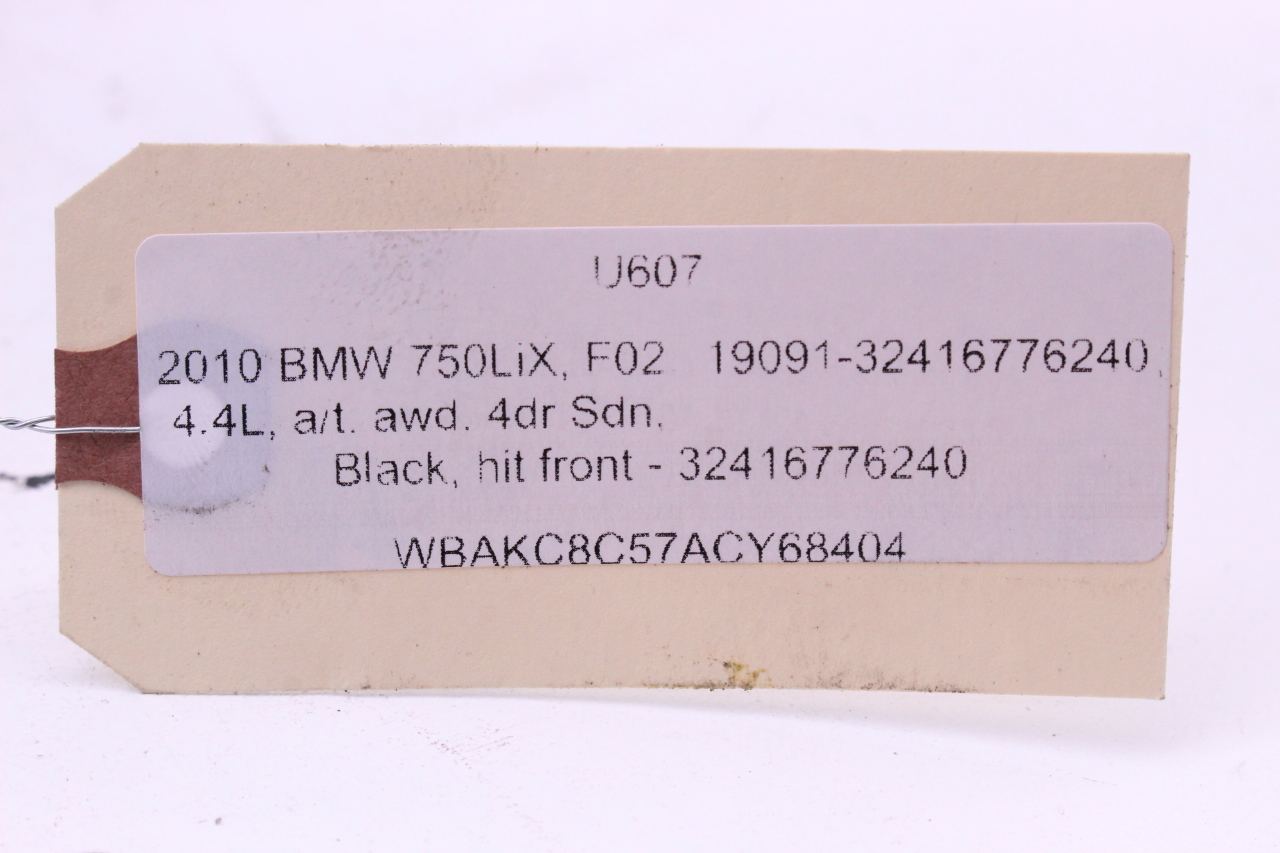 U607
2010 BMW 750LiX, F02 19091-32416776240,
4.4L, a/t. awd. 4dr Sdn,
Black, hit front - 32416776240
WBAKC8C57ACY68404